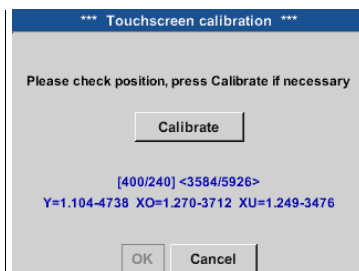 *** Touchscreen calibration ***
Please check position, press Calibrate if necessary
Calibrate
[400/240] <3584/5926>
Y=1.104-4738 XO=1.270-3712 XU=1.249-3476
OK Cancel